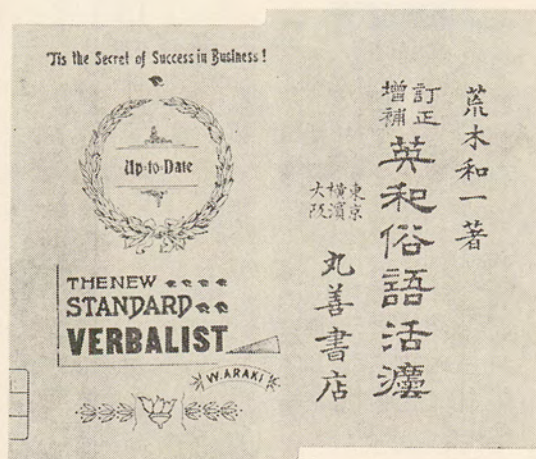 'Tis the Secret of Success in Business!
Up-to-Date
THE NEW
STANDARD
VERBALIST
W. ARAKI
荒木和一著
訂正
增補
英和俗語活法
東京
横濱
大阪
丸善書店